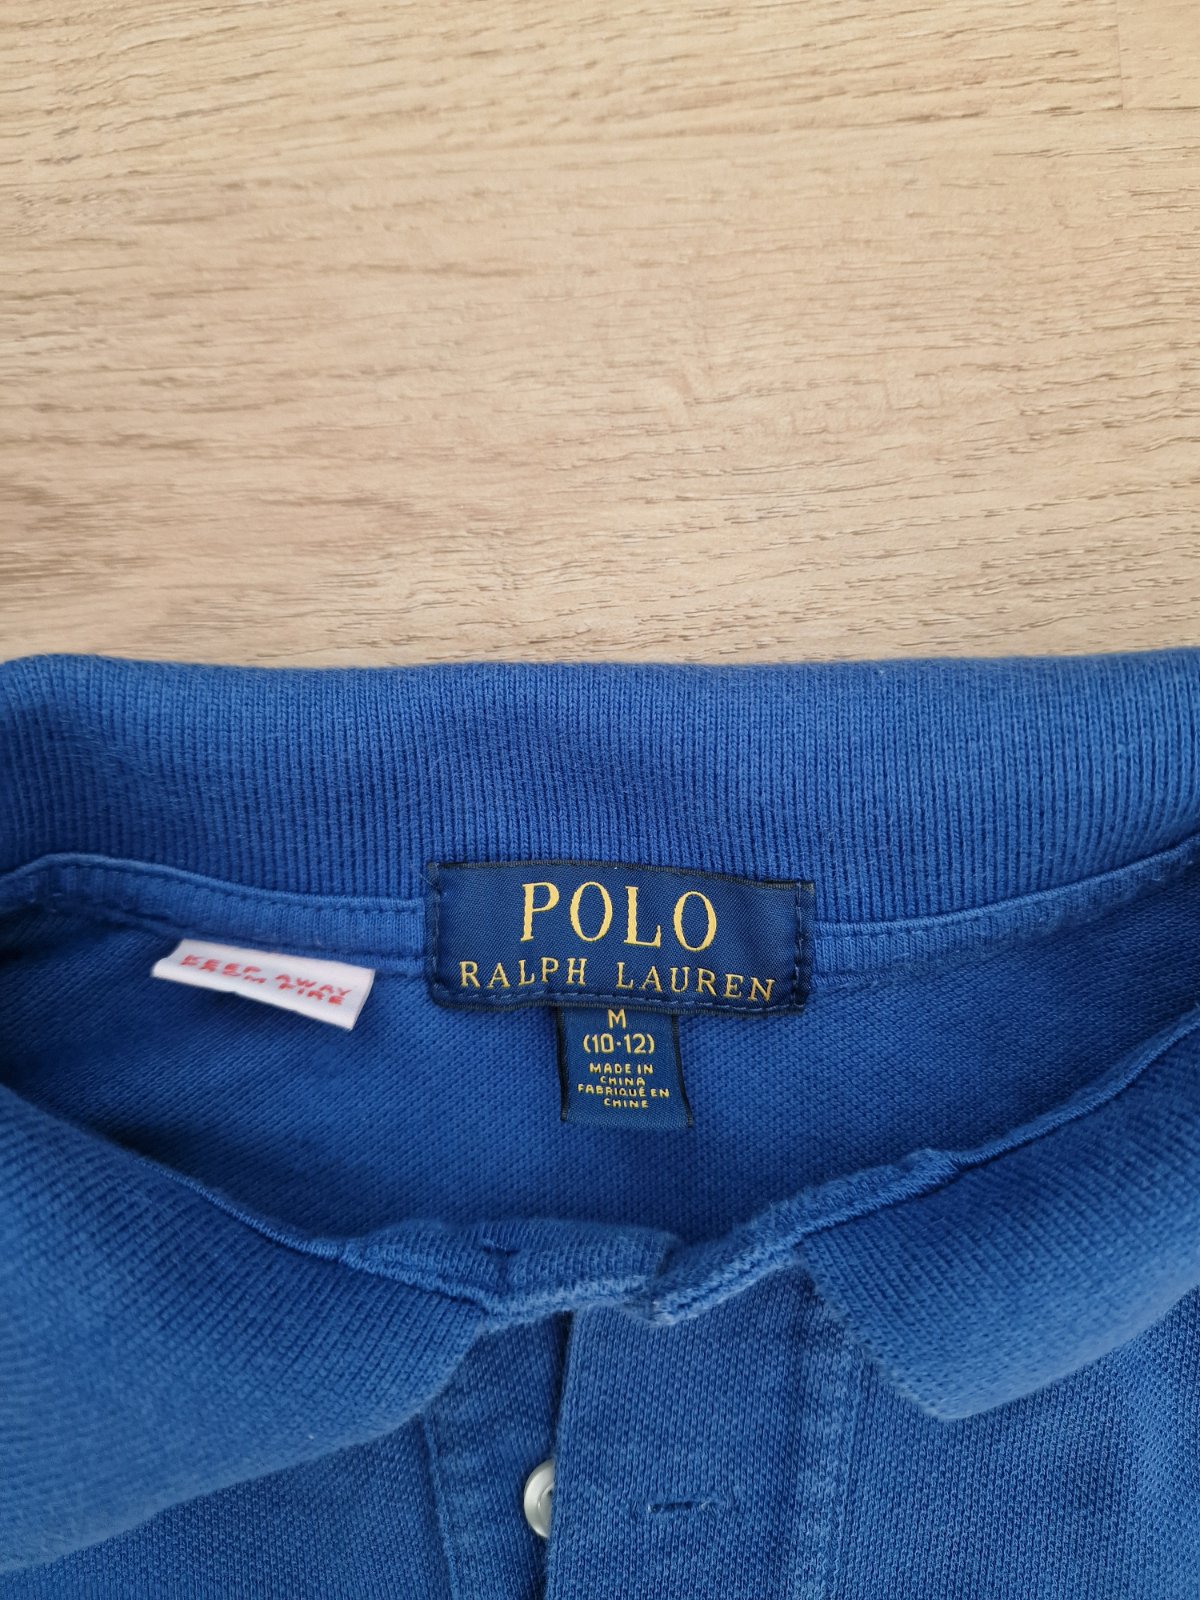 POLO
RALPH LAUREN
KEEP AWAY
FROM FIRE
M
(10-12)
MADE IN
CHINA
FABRIQUÉ EN
CHINE